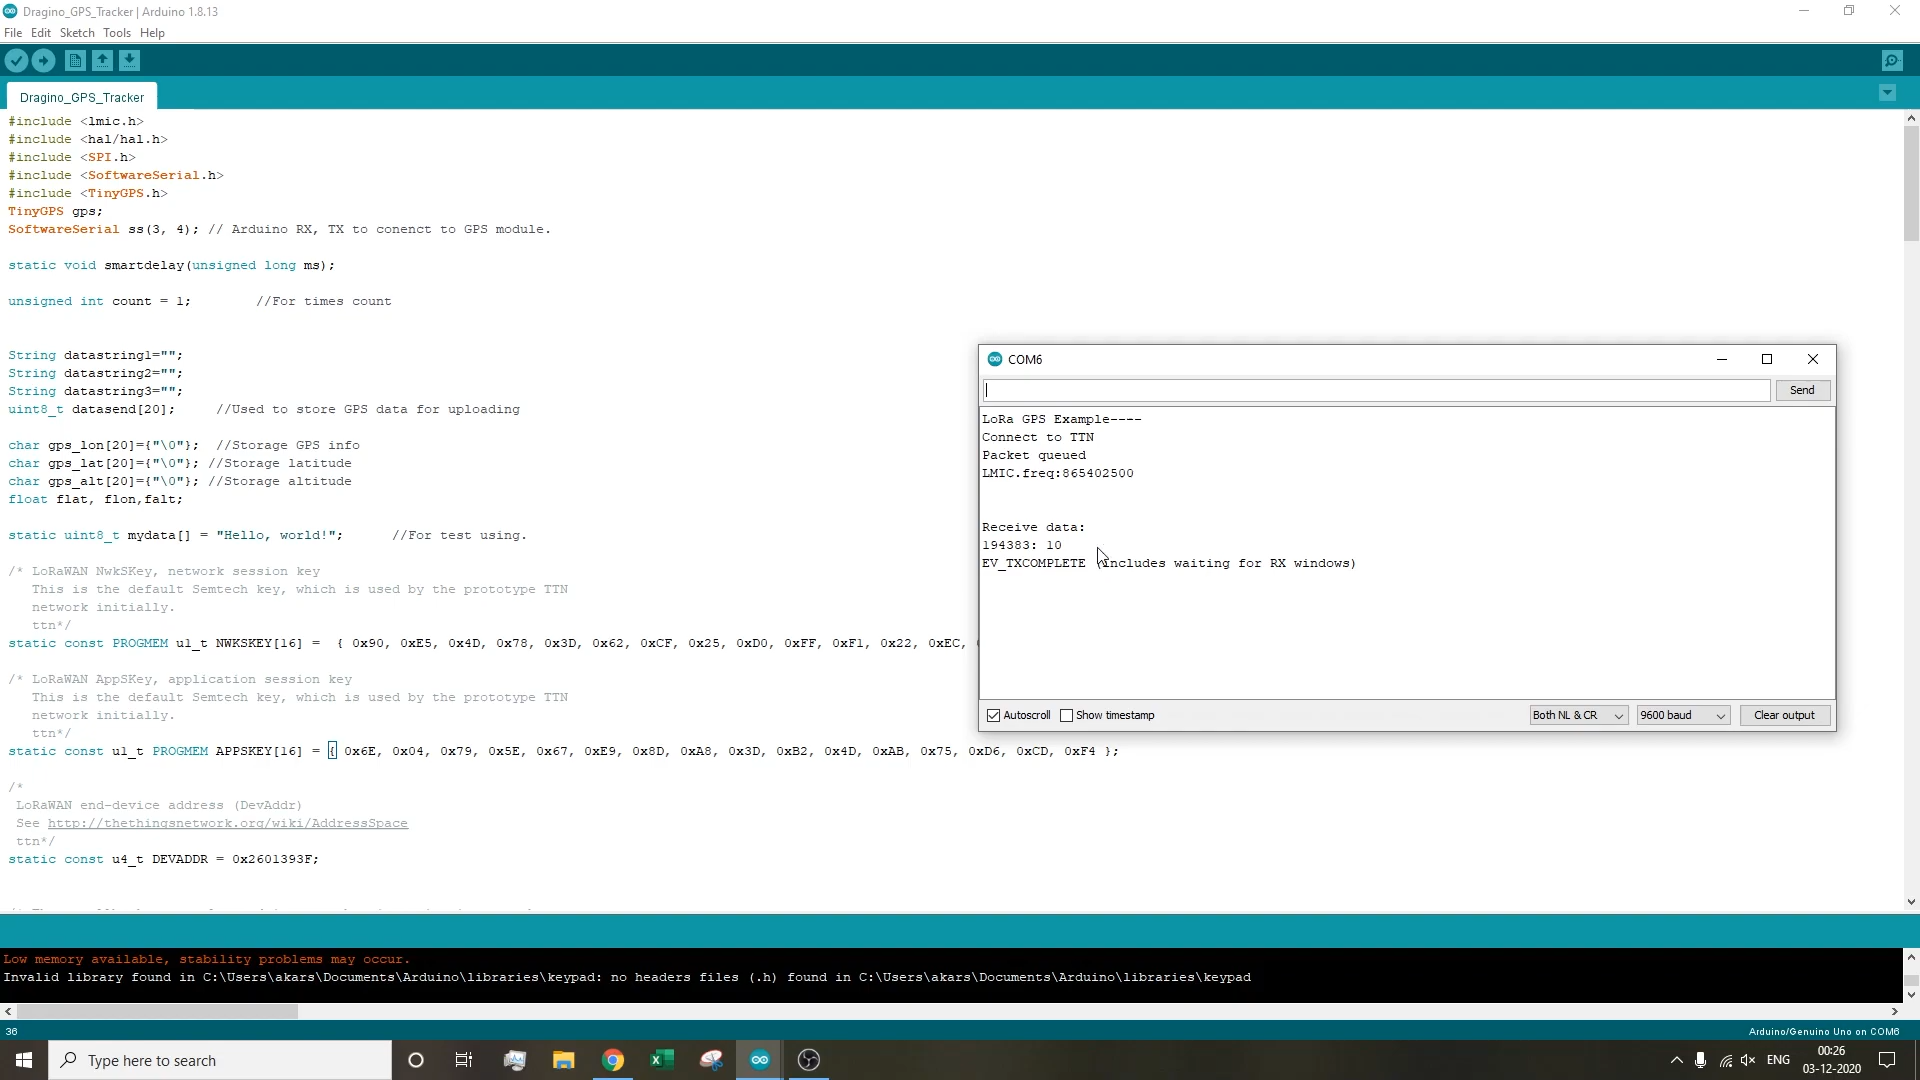 Dragino_GPS_Tracker | Arduino 1.8.13
File Edit Sketch Tools Help
Dragino_GPS_Tracker
#include <lmic.h>
#include <hal/hal.h>
#include <SPI.h>
#include <SoftwareSerial.h>
#include <TinyGPS.h>
TinyGPS gps;
SoftwareSerial ss(3, 4); // Arduino RX, TX to conenct to GPS module.
static void smartdelay(unsigned long ms);
unsigned int count = 1;        //For times count
String datastring1="";
String datastring2="";
String datastring3="";
uint8_t datasend[20];     //Used to store GPS data for uploading
char gps_lon[20]={"\0"};  //Storage GPS info
char gps_lat[20]={"\0"}; //Storage latitude
char gps_alt[20]={"\0"}; //Storage altitude
float flat, flon,falt;
static uint8_t mydata[] = "Hello, world!";      //For test using.
/* LoRaWAN NwkSKey, network session key
   This is the default Semtech key, which is used by the prototype TTN
   network initially.
   ttn*/
static const PROGMEM u1_t NWKSKEY[16] =  { 0x90, 0xE5, 0x4D, 0x78, 0x3D, 0x62, 0xCF, 0x25, 0xD0, 0xFF, 0xF1, 0x22, 0xEC,
/* LoRaWAN AppSKey, application session key
   This is the default Semtech key, which is used by the prototype TTN
   network initially.
   ttn*/
static const u1_t PROGMEM APPSKEY[16] = { 0x6E, 0x04, 0x79, 0x5E, 0x67, 0xE9, 0x8D, 0xA8, 0x3D, 0xB2, 0x4D, 0xAB, 0x75, 0xD6, 0xCD, 0xF4 };
/*
 LoRaWAN end-device address (DevAddr)
 See http://thethingsnetwork.org/wiki/AddressSpace
 ttn*/
static const u4_t DEVADDR = 0x2601393F;
COM6
Send
LoRa GPS Example----
Connect to TTN
Packet queued
LMIC.freq:865402500
Receive data:
194383: 10
EV_TXCOMPLETE (includes waiting for RX windows)
Autoscroll Show timestamp Both NL & CR 9600 baud Clear output
Low memory available, stability problems may occur.
Invalid library found in C:\Users\akars\Documents\Arduino\libraries\keypad: no headers files (.h) found in C:\Users\akars\Documents\Arduino\libraries\keypad
36 Arduino/Genuino Uno on COM6
Type here to search
ENG
00:26
03-12-2020